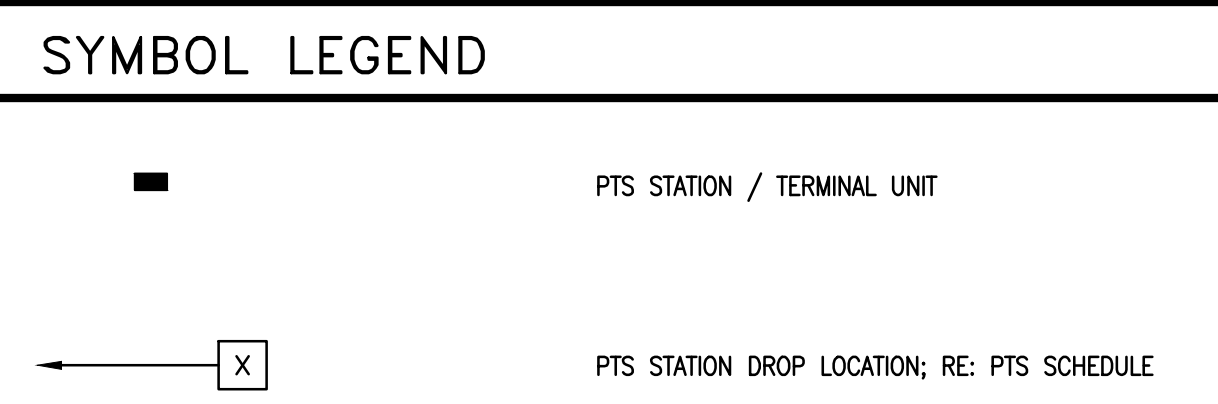 SYMBOL LEGEND
PTS STATION / TERMINAL UNIT
X PTS STATION DROP LOCATION; RE: PTS SCHEDULE